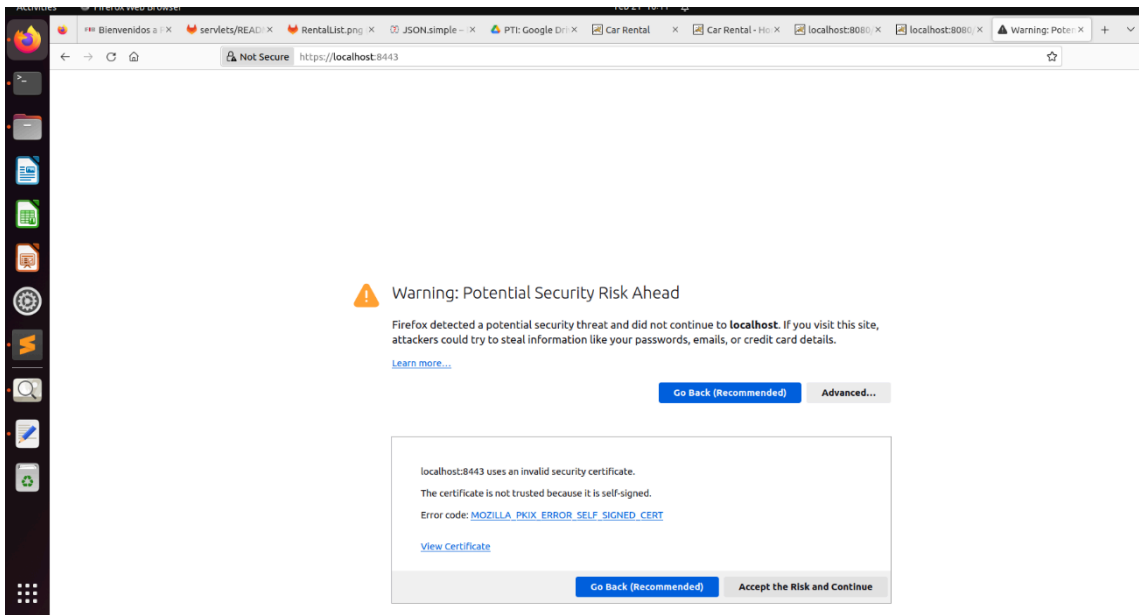 Activities Firefox Web Browser
Bienvenidos a F
servlets/READ
RentalList.png
JSON.simple –
PTI: Google Dri
Car Rental
Car Rental - Ho
localhost:8080/
localhost:8080/
Warning: Poten
Not Secure https://localhost:8443
Warning: Potential Security Risk Ahead
Firefox detected a potential security threat and did not continue to localhost. If you visit this site,
attackers could try to steal information like your passwords, emails, or credit card details.
Learn more...
Go Back (Recommended) Advanced...
localhost:8443 uses an invalid security certificate.
The certificate is not trusted because it is self-signed.
Error code: MOZILLA_PKIX_ERROR_SELF_SIGNED_CERT
View Certificate
Go Back (Recommended) Accept the Risk and Continue